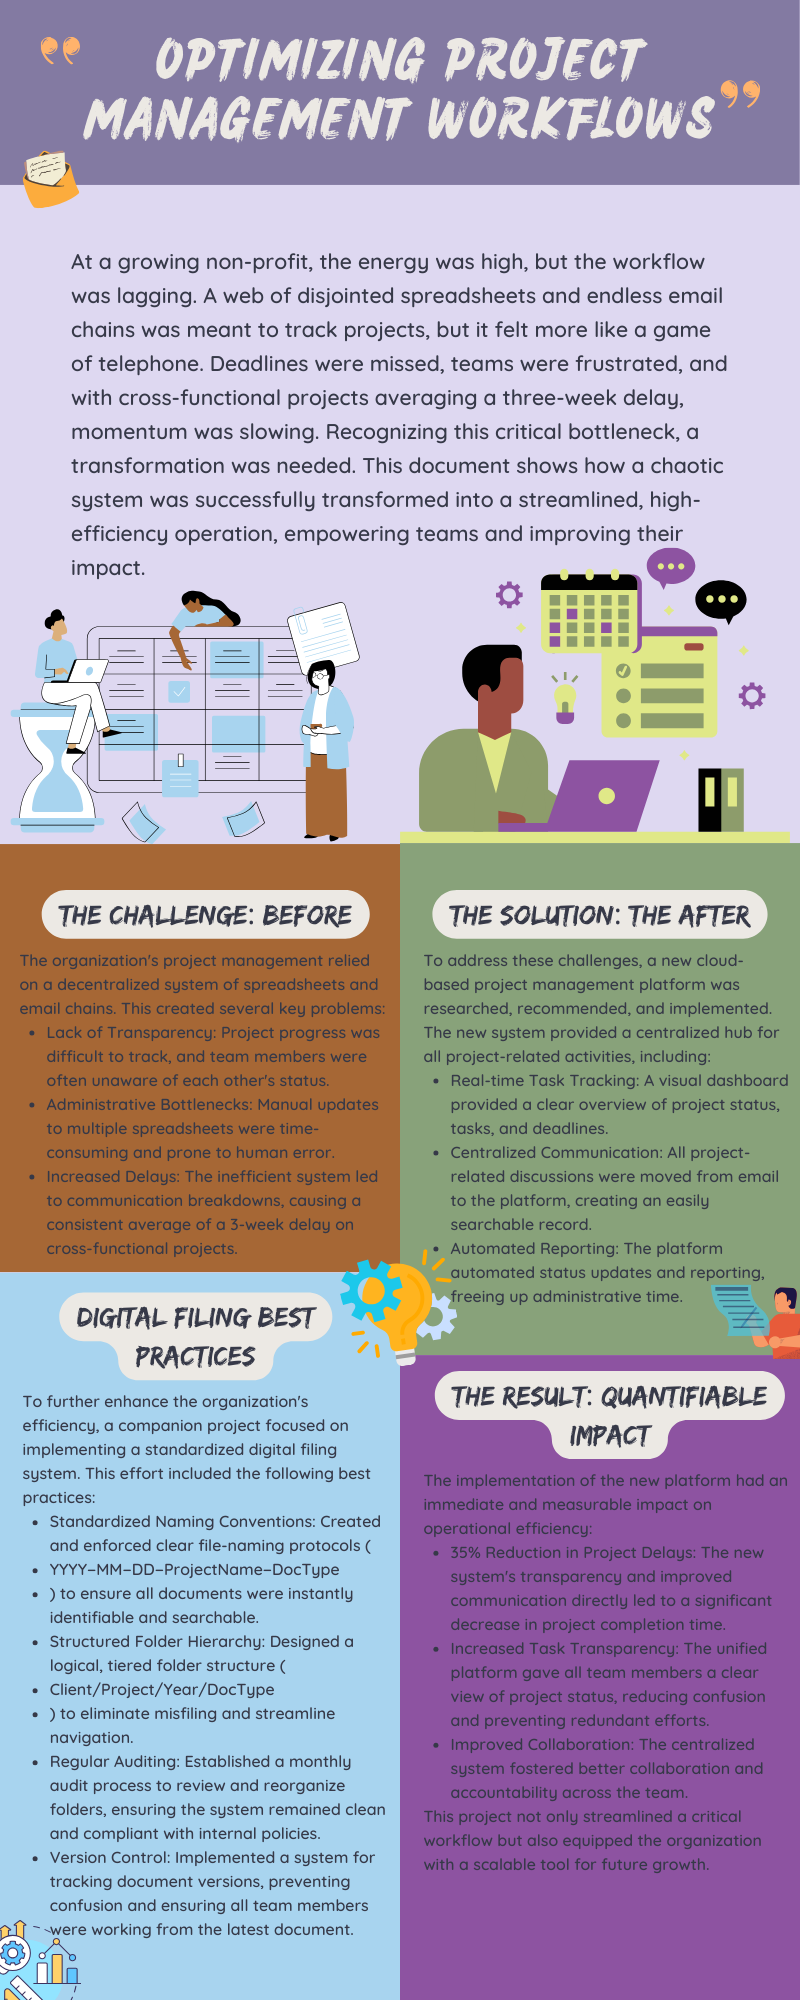 OPTIMIZING PROJECT
MANAGEMENT WORKFLOWS
At a growing non-profit, the energy was high, but the workflow
was lagging. A web of disjointed spreadsheets and endless email
chains was meant to track projects, but it felt more like a game
of telephone. Deadlines were missed, teams were frustrated, and
with cross-functional projects averaging a three-week delay,
momentum was slowing. Recognizing this critical bottleneck, a
transformation was needed. This document shows how a chaotic
system was successfully transformed into a streamlined, high-
efficiency operation, empowering teams and improving their
impact.
THE CHALLENGE: BEFORE
The organization's project management relied
on a decentralized system of spreadsheets and
email chains. This created several key problems:
• Lack of Transparency: Project progress was
difficult to track, and team members were
often unaware of each other's status.
• Administrative Bottlenecks: Manual updates
to multiple spreadsheets were time-
consuming and prone to human error.
• Increased Delays: The inefficient system led
to communication breakdowns, causing a
consistent average of a 3-week delay on
cross-functional projects.
THE SOLUTION: THE AFTER
To address these challenges, a new cloud-
based project management platform was
researched, recommended, and implemented.
The new system provided a centralized hub for
all project-related activities, including:
• Real-time Task Tracking: A visual dashboard
provided a clear overview of project status,
tasks, and deadlines.
• Centralized Communication: All project-
related discussions were moved from email
to the platform, creating an easily
searchable record.
• Automated Reporting: The platform
automated status updates and reporting,
freeing up administrative time.
DIGITAL FILING BEST
PRACTICES
To further enhance the organization's
efficiency, a companion project focused on
implementing a standardized digital filing
system. This effort included the following best
practices:
• Standardized Naming Conventions: Created
and enforced clear file-naming protocols (
• YYYY−MM−DD−ProjectName−DocType
• ) to ensure all documents were instantly
identifiable and searchable.
• Structured Folder Hierarchy: Designed a
logical, tiered folder structure (
• Client/Project/Year/DocType
• ) to eliminate misfiling and streamline
navigation.
• Regular Auditing: Established a monthly
audit process to review and reorganize
folders, ensuring the system remained clean
and compliant with internal policies.
• Version Control: Implemented a system for
tracking document versions, preventing
confusion and ensuring all team members
were working from the latest document.
THE RESULT: QUANTIFIABLE
IMPACT
The implementation of the new platform had an
immediate and measurable impact on
operational efficiency:
• 35% Reduction in Project Delays: The new
system's transparency and improved
communication directly led to a significant
decrease in project completion time.
• Increased Task Transparency: The unified
platform gave all team members a clear
view of project status, reducing confusion
and preventing redundant efforts.
• Improved Collaboration: The centralized
system fostered better collaboration and
accountability across the team.
This project not only streamlined a critical
workflow but also equipped the organization
with a scalable tool for future growth.